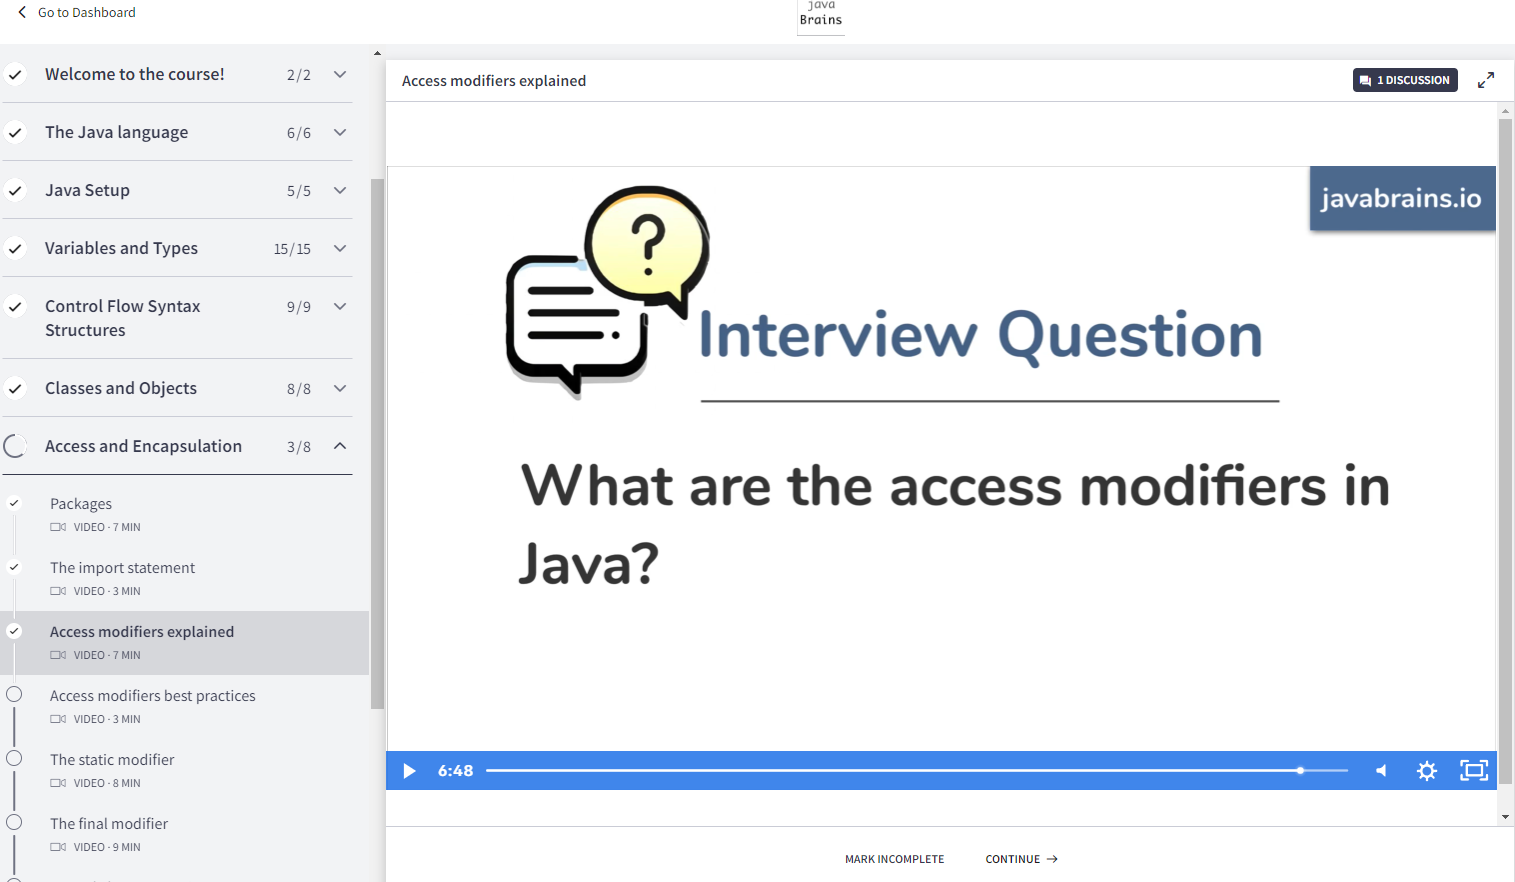 Go to Dashboard
java
Brains
Welcome to the course!
2/2
The Java language
6/6
Java Setup
5/5
Variables and Types
15/15
Control Flow Syntax
Structures
9/9
Classes and Objects
8/8
Access and Encapsulation
3/8
Packages
VIDEO · 7 MIN
The import statement
VIDEO · 3 MIN
Access modifiers explained
VIDEO · 7 MIN
Access modifiers best practices
VIDEO · 3 MIN
The static modifier
VIDEO · 8 MIN
The final modifier
VIDEO · 9 MIN
Access modifiers explained
1 DISCUSSION
javabrains.io
?
Interview Question
What are the access modifiers in
Java?
6:48
MARK INCOMPLETE
CONTINUE →